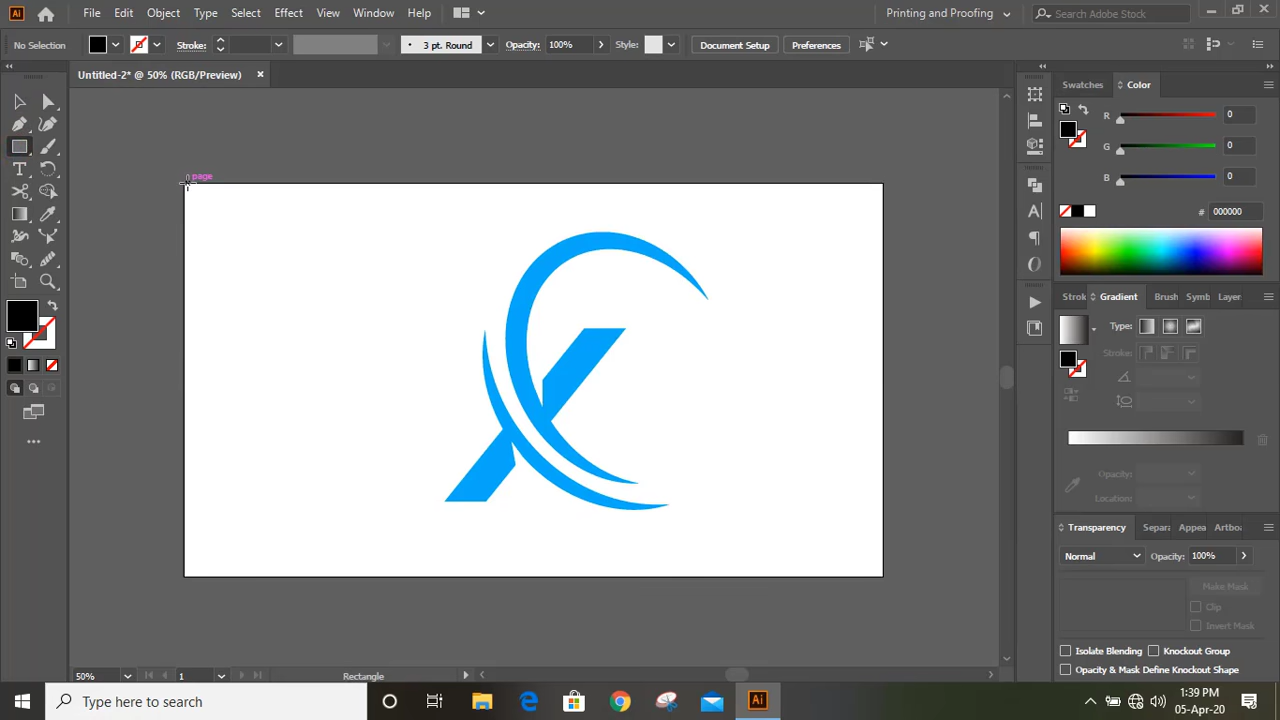 File Edit Object Type Select Effect View Window Help Printing and Proofing Search Adobe Stock
No Selection Stroke: 3 pt. Round Opacity: 100% Style: Document Setup Preferences
Untitled-2* @ 50% (RGB/Preview)
Swatches Color
R 0
G 0
B 0
# 000000
page
Strok Gradient Brush Symb Layer
Type:
Stroke:
Opacity:
Location:
Transparency Separ Appea Artbo
Normal Opacity: 100%
Make Mask
Clip
Invert Mask
Isolate Blending Knockout Group
Opacity & Mask Define Knockout Shape
50% 1 Rectangle
Type here to search
Ai
1:39 PM
05-Apr-20